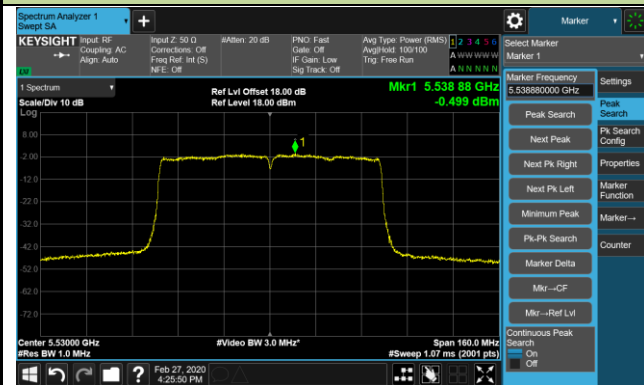 Spectrum Analyzer 1
Swept SA
Marker
KEYSIGHT
Input: RF
Coupling: AC
Align: Auto
Input Z: 50 Ω
Corrections: Off
Freq Ref: Int (S)
NFE: Off
#Atten: 20 dB
PNO: Fast
Gate: Off
IF Gain: Low
Sig Track: Off
Avg Type: Power (RMS)
Avg|Hold: 100/100
Trig: Free Run
1 2 3 4 5 6
A W W W W W
A N N N N N
Select Marker
Marker 1
1 Spectrum
Scale/Div 10 dB
Log
Ref Lvl Offset 18.00 dB
Ref Level 18.00 dBm
Mkr1 5.538 88 GHz
-0.499 dBm
8.00
-2.00
-12.0
-22.0
-32.0
-42.0
-52.0
-62.0
-72.0
1
Center 5.53000 GHz
#Res BW 1.0 MHz
#Video BW 3.0 MHz*
Span 160.0 MHz
#Sweep 1.07 ms (2001 pts)
Marker Frequency
5.538880000 GHz
Peak Search
Next Peak
Next Pk Right
Next Pk Left
Minimum Peak
Pk-Pk Search
Marker Delta
Mkr→CF
Mkr→Ref Lvl
Continuous Peak
Search
On
Off
Settings
Peak
Search
Pk Search
Config
Properties
Marker
Function
Marker→
Counter
?
Feb 27, 2020
4:25:50 PM